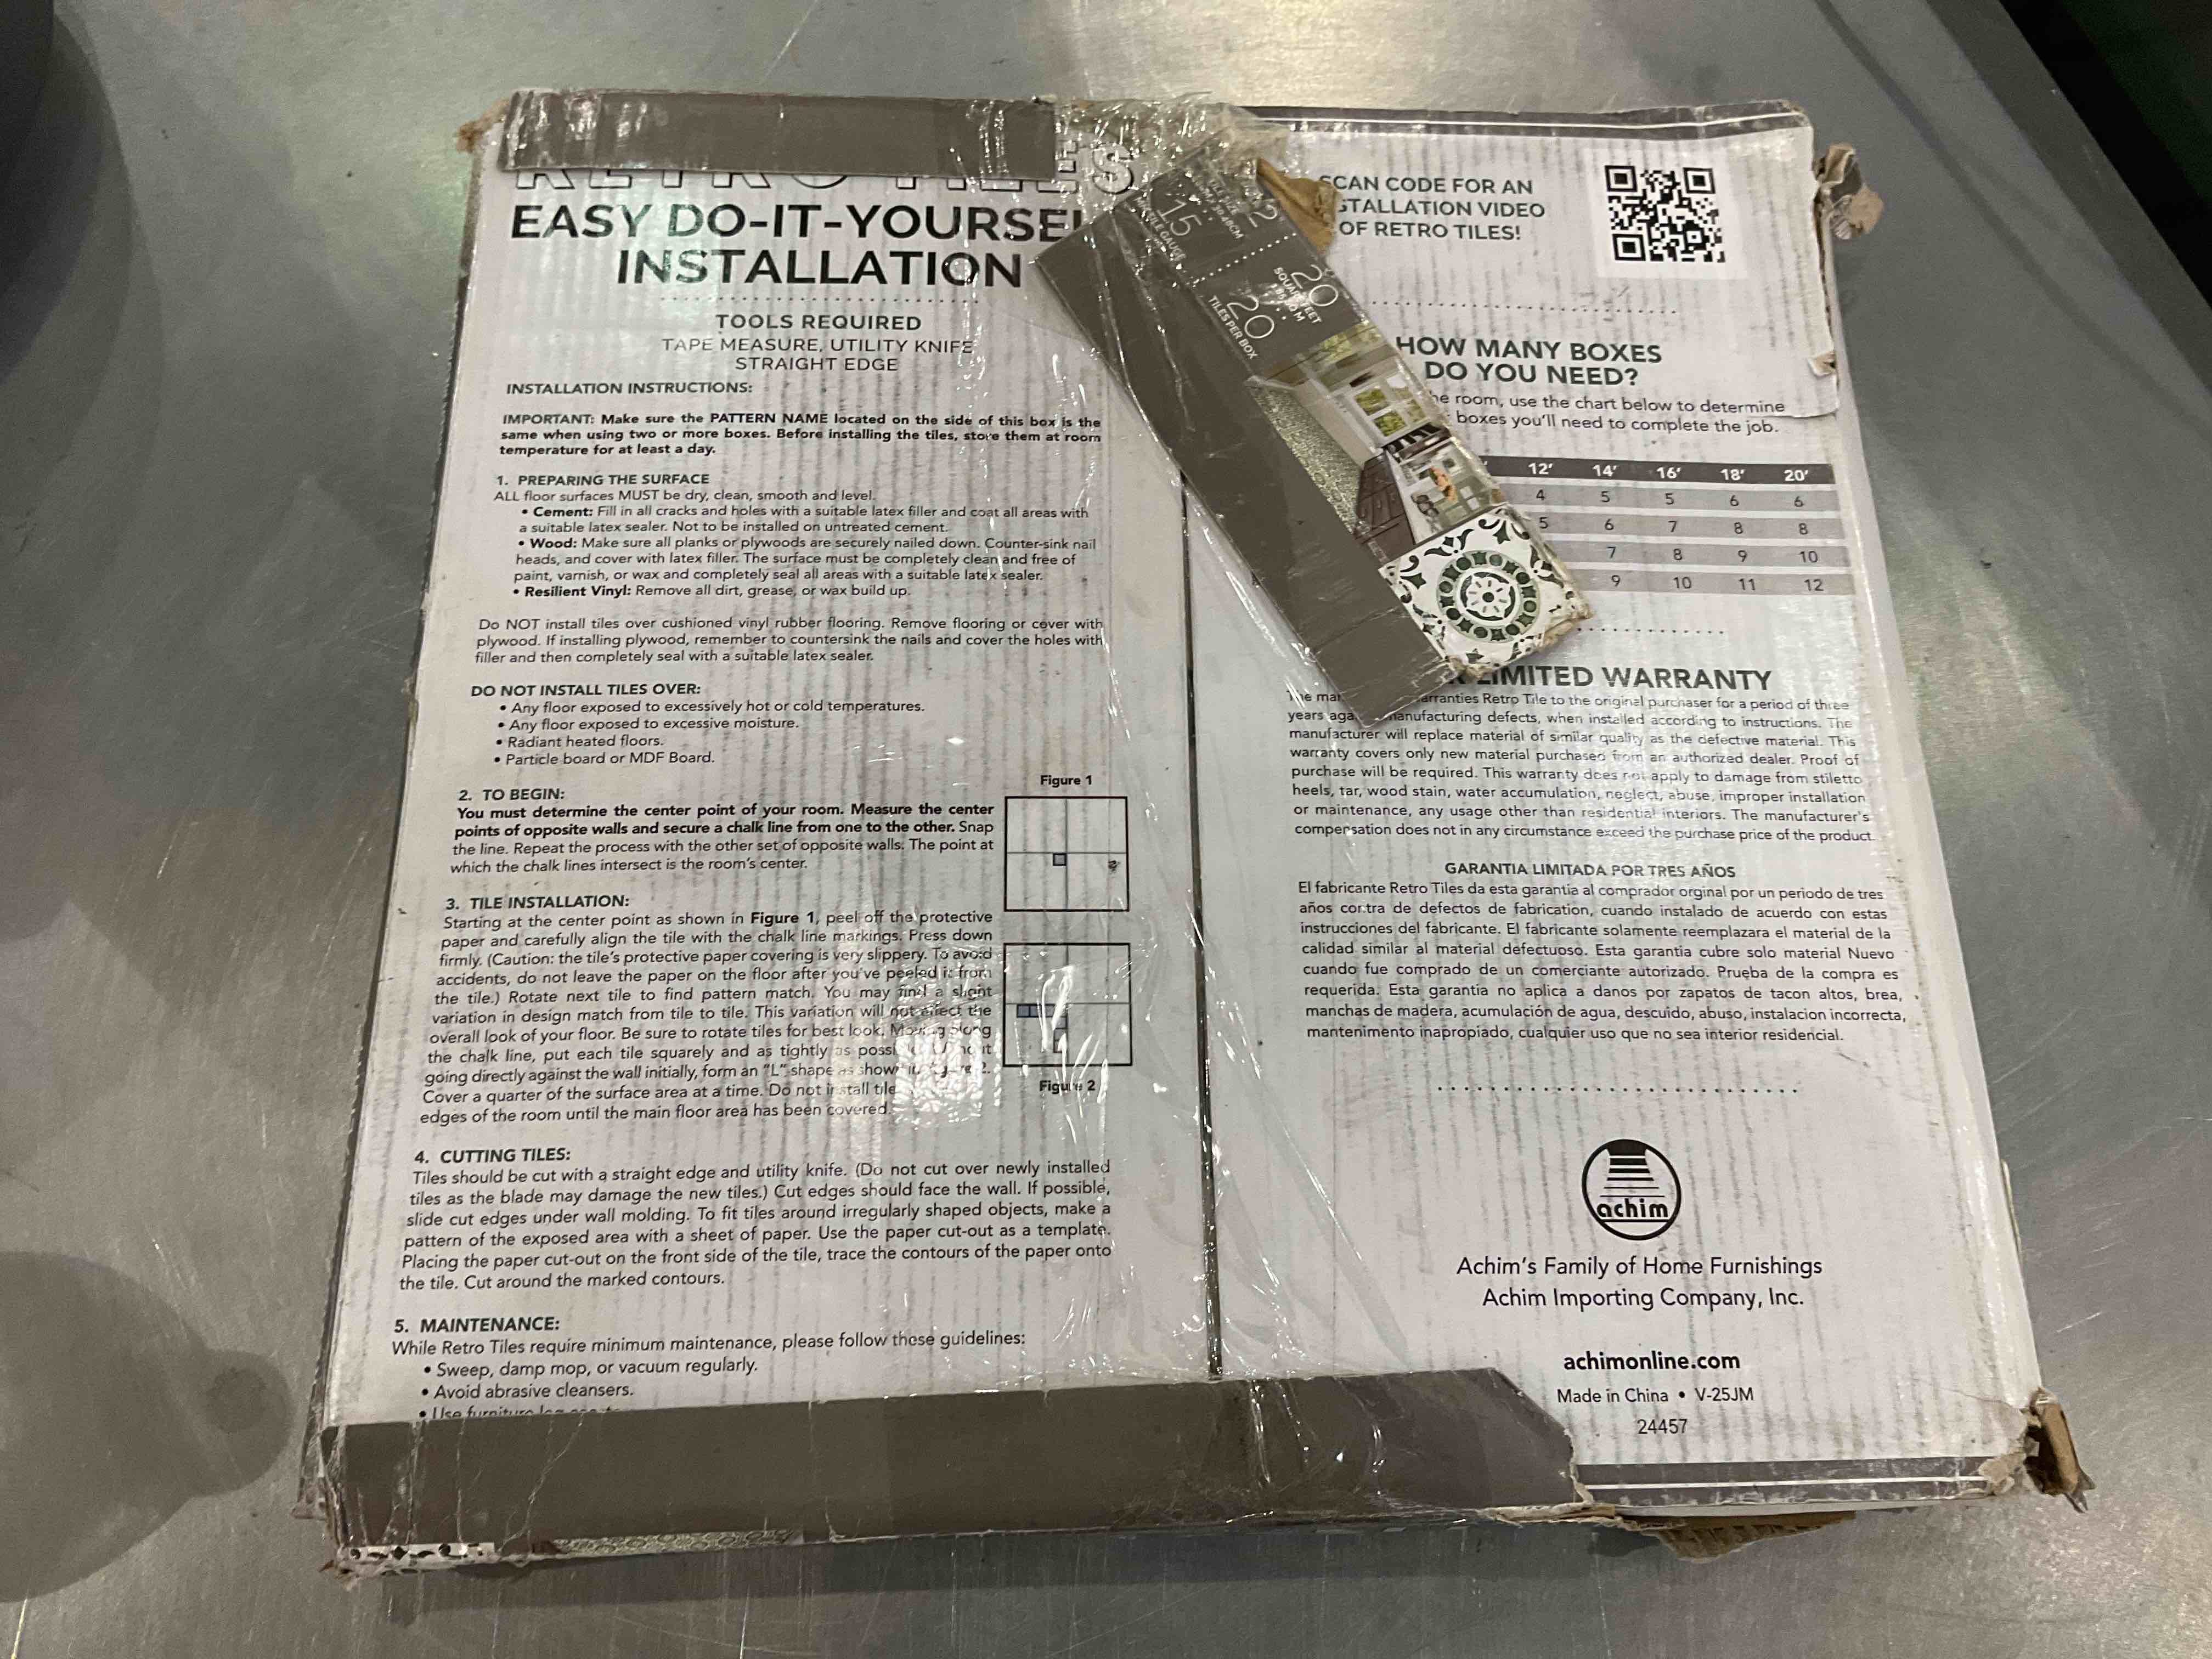 RETRO TILES
EASY DO-IT-YOURSEL
INSTALLATION
TOOLS REQUIRED
TAPE MEASURE, UTILITY KNIFE
STRAIGHT EDGE
INSTALLATION INSTRUCTIONS:
IMPORTANT: Make sure the PATTERN NAME located on the side of this box is the
same when using two or more boxes. Before installing the tiles, store them at room
temperature for at least a day.
1. PREPARING THE SURFACE
ALL floor surfaces MUST be dry, clean, smooth and level.
• Cement: Fill in all cracks and holes with a suitable latex filler and coat all areas with
a suitable latex sealer. Not to be installed on untreated cement.
• Wood: Make sure all planks or plywoods are securely nailed down. Counter-sink nail
heads, and cover with latex filler. The surface must be completely clean and free of
paint, varnish, or wax and completely seal all areas with a suitable latex sealer.
• Resilient Vinyl: Remove all dirt, grease, or wax build up.
Do NOT install tiles over cushioned vinyl rubber flooring. Remove flooring or cover with
plywood. If installing plywood, remember to countersink the nails and cover the holes with
filler and then completely seal with a suitable latex sealer.
DO NOT INSTALL TILES OVER:
• Any floor exposed to excessively hot or cold temperatures.
• Any floor exposed to excessive moisture.
• Radiant heated floors.
• Particle board or MDF Board.
2. TO BEGIN:
You must determine the center point of your room. Measure the center
points of opposite walls and secure a chalk line from one to the other. Snap
the line. Repeat the process with the other set of opposite walls. The point at
which the chalk lines intersect is the room's center.
Figure 1
3. TILE INSTALLATION:
Starting at the center point as shown in Figure 1, peel off the protective
paper and carefully align the tile with the chalk line markings. Press down
firmly. (Caution: the tile's protective paper covering is very slippery. To avoid
accidents, do not leave the paper on the floor after you've peeled it from
the tile.) Rotate next tile to find pattern match. You may find a slight
variation in design match from tile to tile. This variation will not affect the
overall look of your floor. Be sure to rotate tiles for best look. Moving along
the chalk line, put each tile squarely and as tightly as
going directly against the wall initially, form an "L" shape as shown in 2.
Cover a quarter of the surface area at a time. Do not install tile
edges of the room until the main floor area has been covered.
Figure 2
4. CUTTING TILES:
Tiles should be cut with a straight edge and utility knife. (Do not cut over newly installed
tiles as the blade may damage the new tiles.) Cut edges should face the wall. If possible,
slide cut edges under wall molding. To fit tiles around irregularly shaped objects, make a
pattern of the exposed area with a sheet of paper. Use the paper cut-out as a template.
Placing the paper cut-out on the front side of the tile, trace the contours of the paper onto
the tile. Cut around the marked contours.
5. MAINTENANCE:
While Retro Tiles require minimum maintenance, please follow these guidelines:
• Sweep, damp mop, or vacuum regularly.
• Avoid abrasive cleansers.
• Use furniture leg
15
20
SQUARE FEET
20
TILES PER BOX
SCAN CODE FOR AN
STALLATION VIDEO
OF RETRO TILES!
HOW MANY BOXES
DO YOU NEED?
he room, use the chart below to determine
boxes you'll need to complete the job.
12' 14' 16' 18' 20'
4 5 5 6 6
5 6 7 8 8
7 8 9 10
9 10 11 12
LIMITED WARRANTY
The warranties Retro Tile to the original purchaser for a period of three
years manufacturing defects, when installed according to instructions. The
manufacturer will replace material of similar quality as the defective material. This
warranty covers only new material purchased from an authorized dealer. Proof of
purchase will be required. This warranty does not apply to damage from stiletto
heels, tar, wood stain, water accumulation, neglect, abuse, improper installation
or maintenance, any usage other than residential interiors. The manufacturer's
compensation does not in any circumstance exceed the purchase price of the product.
GARANTIA LIMITADA POR TRES AÑOS
El fabricante Retro Tiles da esta garantia al comprador orginal por un periodo de tres
años contra de defectos de fabrication, cuando instalado de acuerdo con estas
instrucciones del fabricante. El fabricante solamente reemplazara el material de la
calidad similar al material defectuoso. Esta garantia cubre solo material Nuevo
cuando fue comprado de un comerciante autorizado. Prueba de la compra es
requerida. Esta garantia no aplica a danos por zapatos de tacon altos, brea,
manchas de madera, acumulación de agua, descuido, abuso, instalacion incorrecta,
mantenimento inapropiado, cualquier uso que no sea interior residencial.
achim
Achim's Family of Home Furnishings
Achim Importing Company, Inc.
achimonline.com
Made in China • V-25JM
24457